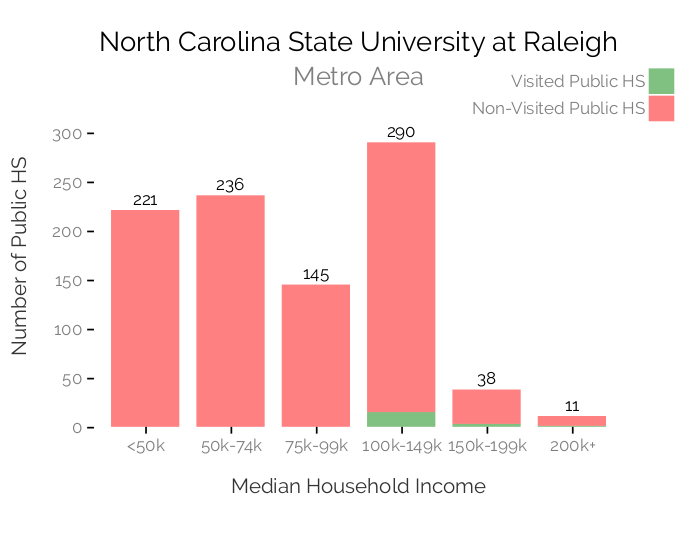 North Carolina State University at Raleigh
Metro Area
Visited Public HS
Non-Visited Public HS
Number of Public HS
300
250
200
150
100
50
0
221
236
145
290
38
11
<50k
50k-74k
75k-99k
100k-149k
150k-199k
200k+
Median Household Income